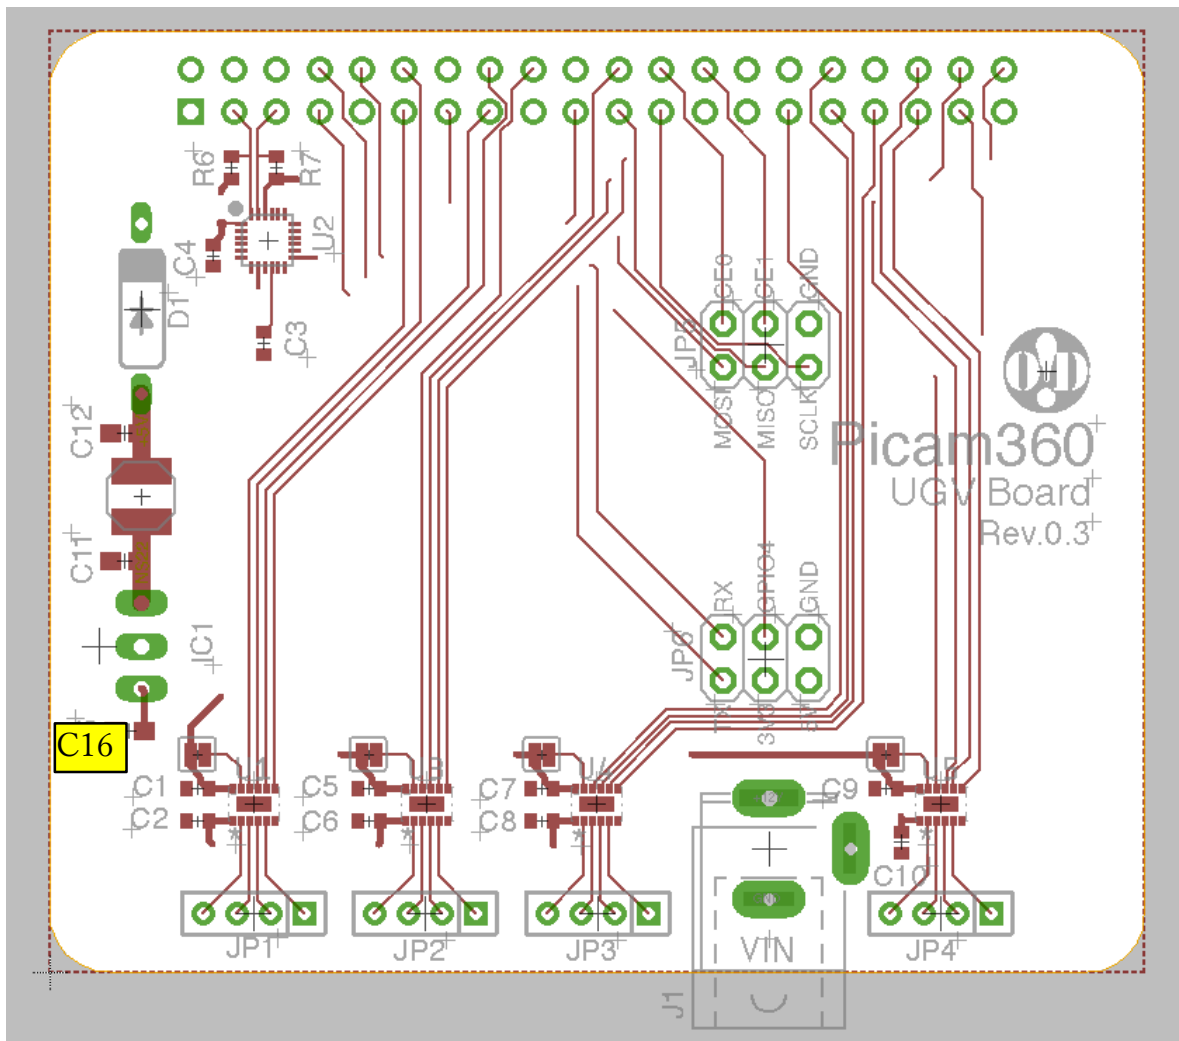 R6
R7
U2
C4
D1
C3
CE0
CE1
GND
JP5
MOSI
MISO
SCLK
Picam360
UGV Board
Rev.0.3
C12
C11
RX
GPIO4
GND
IC1
JP6
3V3
C16
C1
C5
C7
C9
C2
C6
C8
C10
*
*
*
JP1
JP2
JP3
VIN
JP4
J1